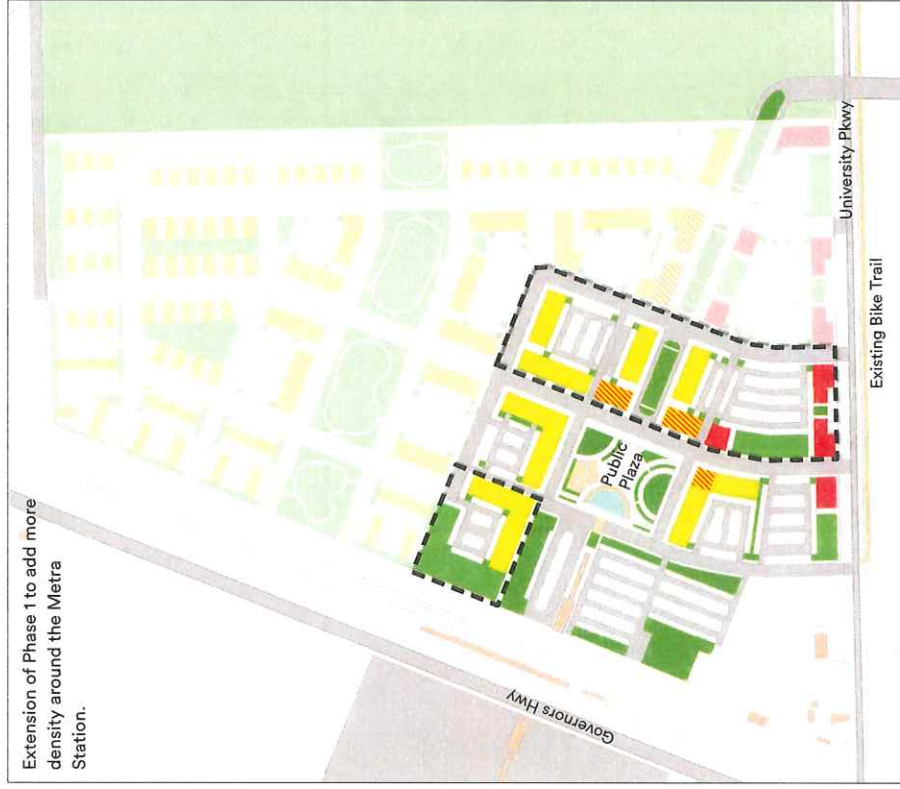 Extension of Phase 1 to add more
density around the Metra
Station.
Public
Plaza
Governors Hwy
University Pkwy
Existing Bike Trail